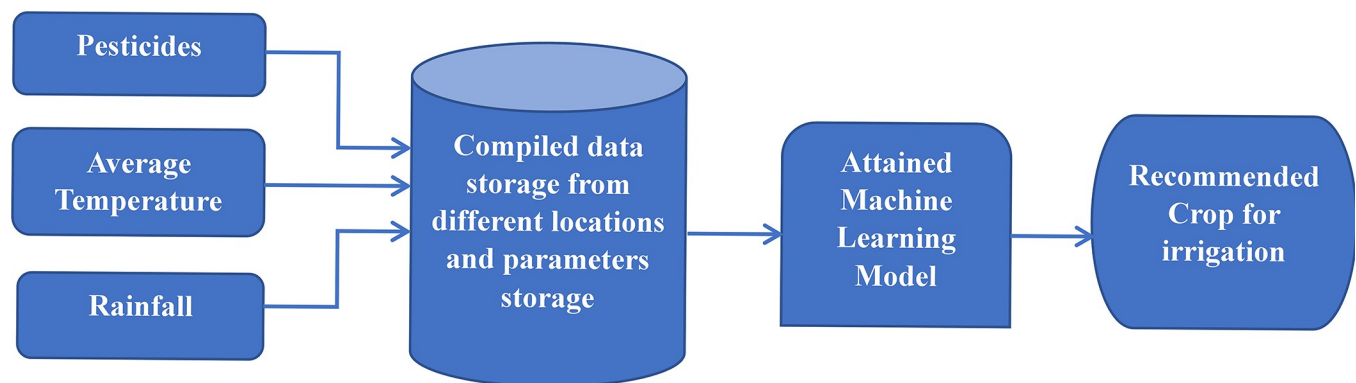 Pesticides
Average
Temperature
Rainfall
Compiled data
storage from
different locations
and parameters
storage
Attained
Machine
Learning
Model
Recommended
Crop for
irrigation